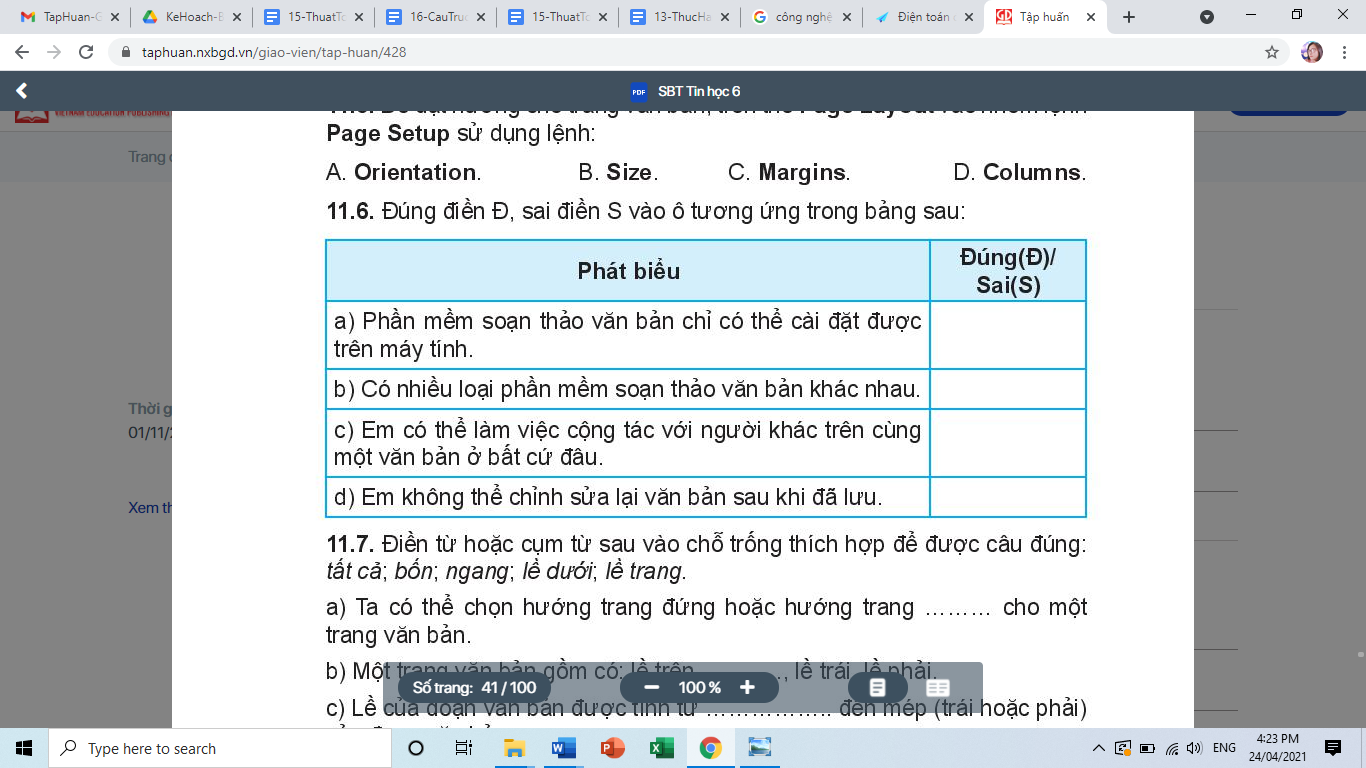 TapHuan-G
KeHoach-B
15-ThuatTo
16-CauTruc
15-ThuatTo
13-ThucHa
công nghệ
Điện toán
Tập huấn
taphuan.nxbgd.vn/giao-vien/tap-huan/428
PDF SBT Tin học 6
VIETNAM EDUCATION PUBLISHING
Trang
Page Setup sử dụng lệnh:
A. Orientation. B. Size. C. Margins. D. Columns.
11.6. Đúng điền Đ, sai điền S vào ô tương ứng trong bảng sau:
Phát biểu
Đúng(Đ)/
Sai(S)
a) Phần mềm soạn thảo văn bản chỉ có thể cài đặt được
trên máy tính.
b) Có nhiều loại phần mềm soạn thảo văn bản khác nhau.
c) Em có thể làm việc cộng tác với người khác trên cùng
một văn bản ở bất cứ đâu.
d) Em không thể chỉnh sửa lại văn bản sau khi đã lưu.
Thời g
01/11/
Xem th
11.7. Điền từ hoặc cụm từ sau vào chỗ trống thích hợp để được câu đúng:
tất cả; bốn; ngang; lề dưới; lề trang.
a) Ta có thể chọn hướng trang đứng hoặc hướng trang ……… cho một
trang văn bản.
b) Một trang văn bản gồm có: lề trên ………, lề trái, lề phải.
Số trang: 41 / 100
100 %
c) Lề của đoạn văn bản được tính từ …………….. đến mép (trái hoặc phải)
Type here to search
ENG
4:23 PM
24/04/2021